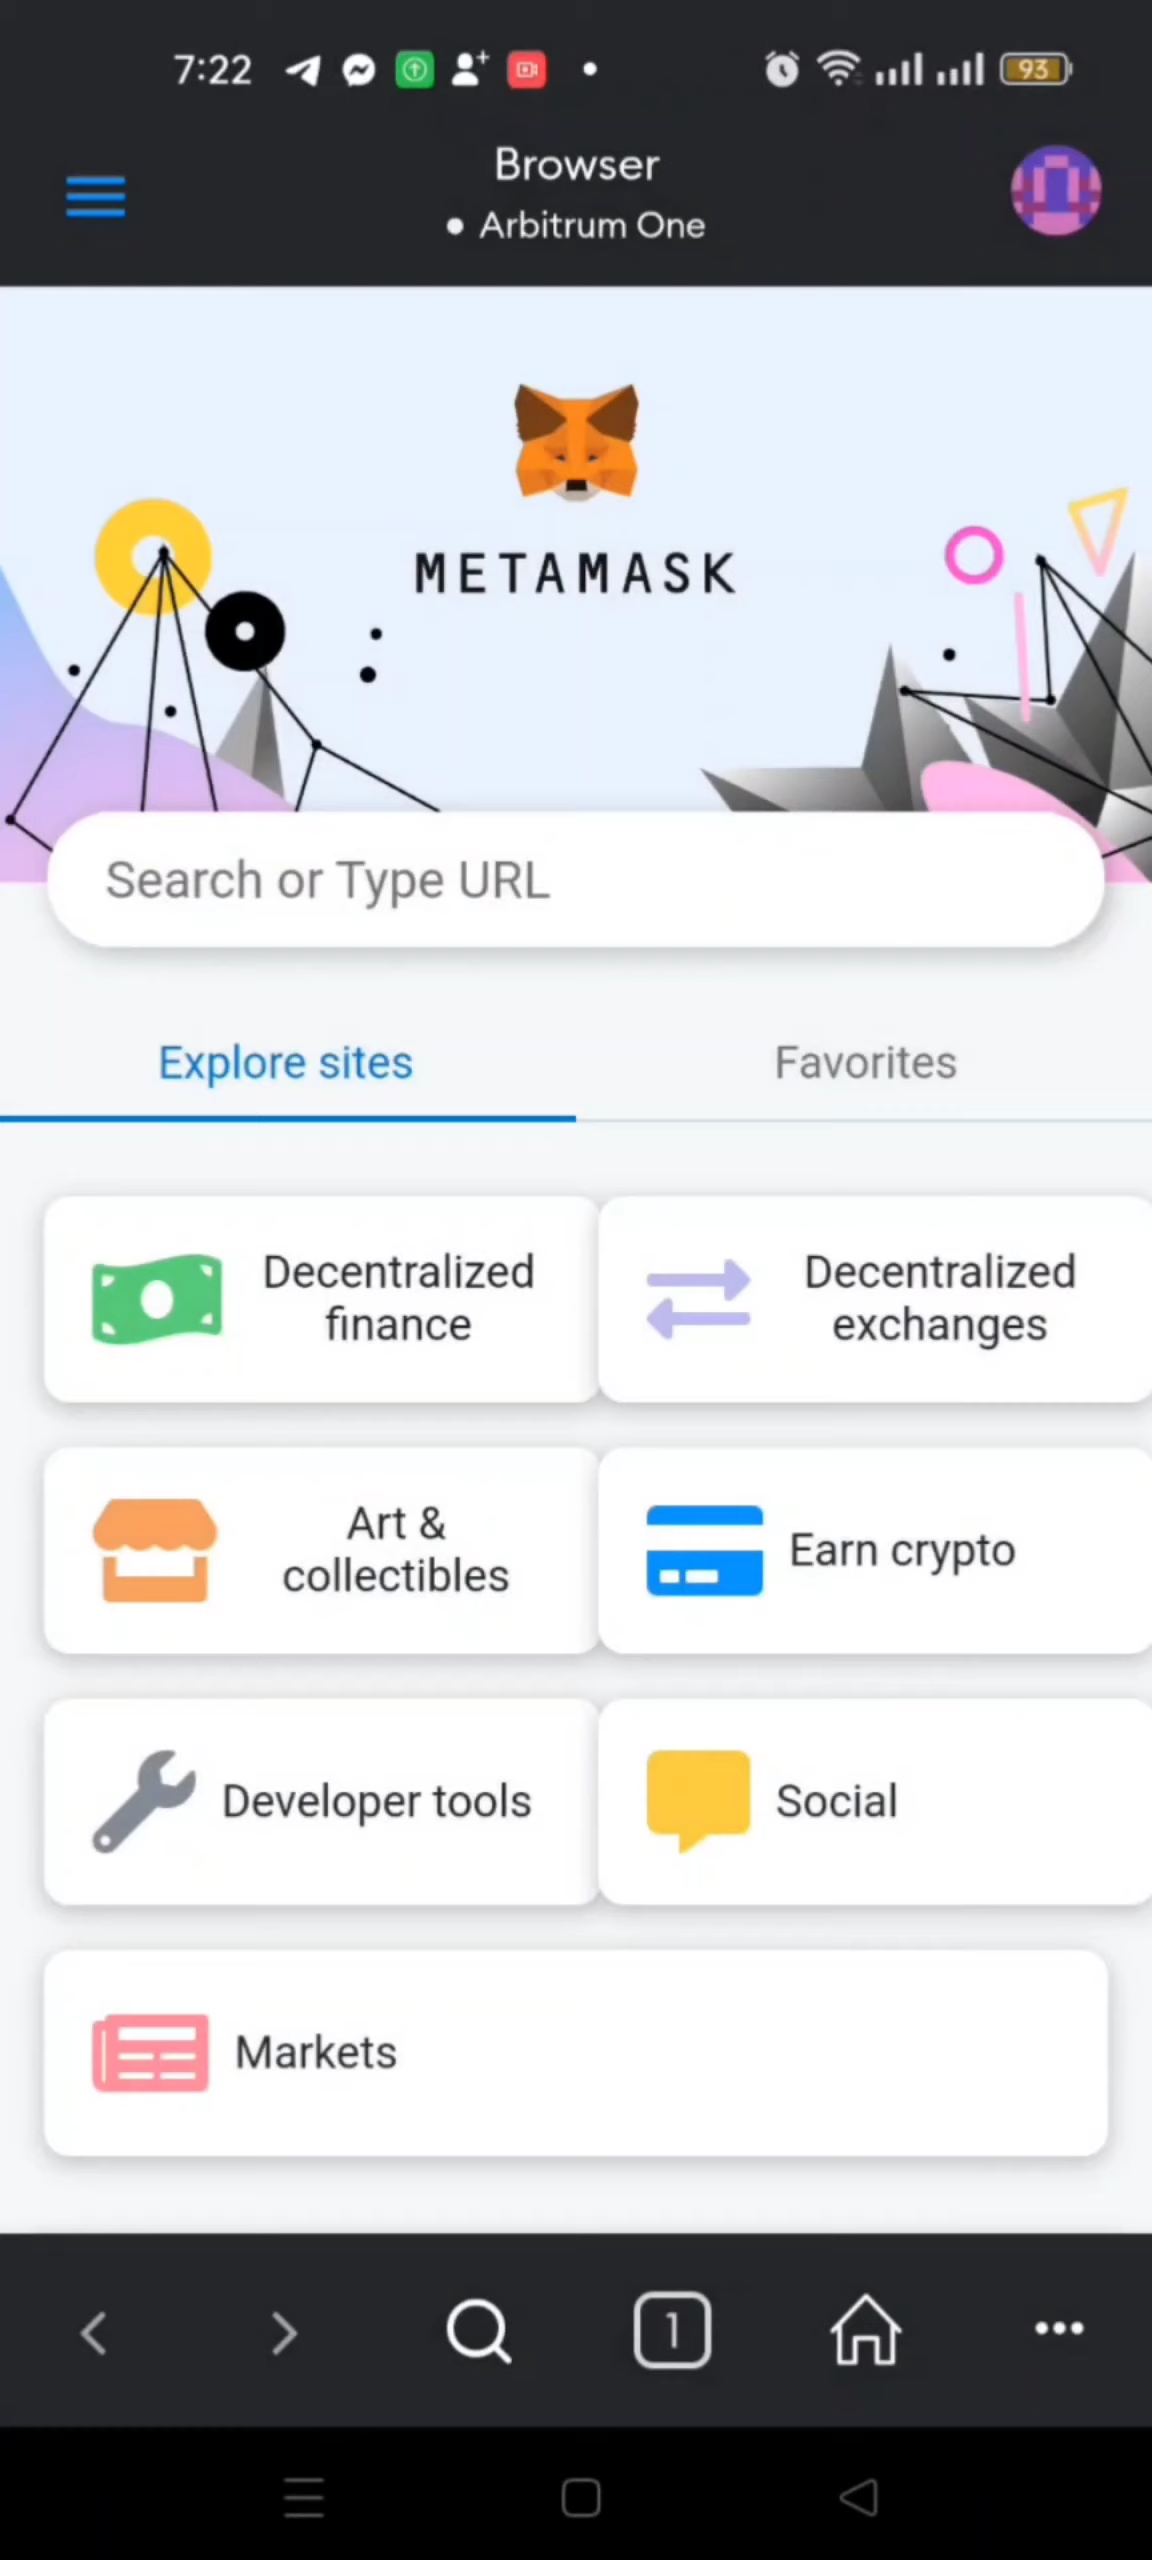 7:22
93
Browser
Arbitrum One
METAMASK
Search or Type URL
Explore sites
Favorites
Decentralized
finance
Decentralized
exchanges
Art &
collectibles
Earn crypto
Developer tools
Social
Markets
1